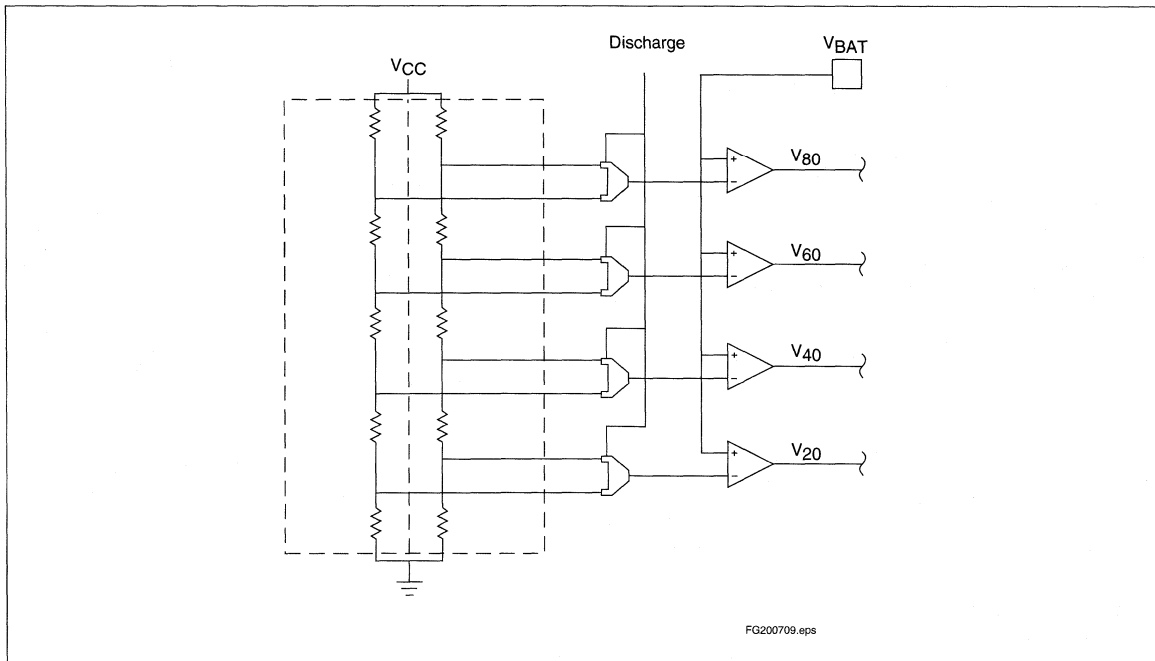 Discharge
VBAT
VCC
+
−
V80
+
−
V60
+
−
V40
+
−
V20
FG200709.eps